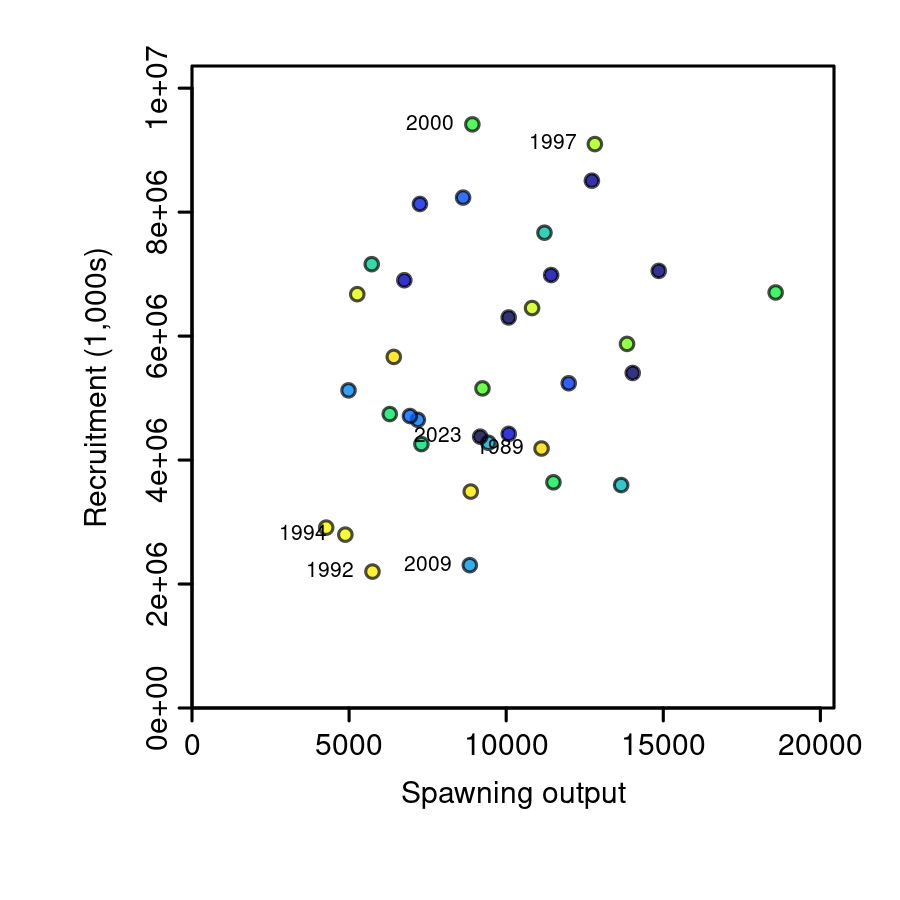 1e+07
8e+06
6e+06
4e+06
2e+06
0e+00
Recruitment (1,000s)
2000
1997
2023
1989
1994
1992
2009
0 5000 10000 15000 20000
Spawning output